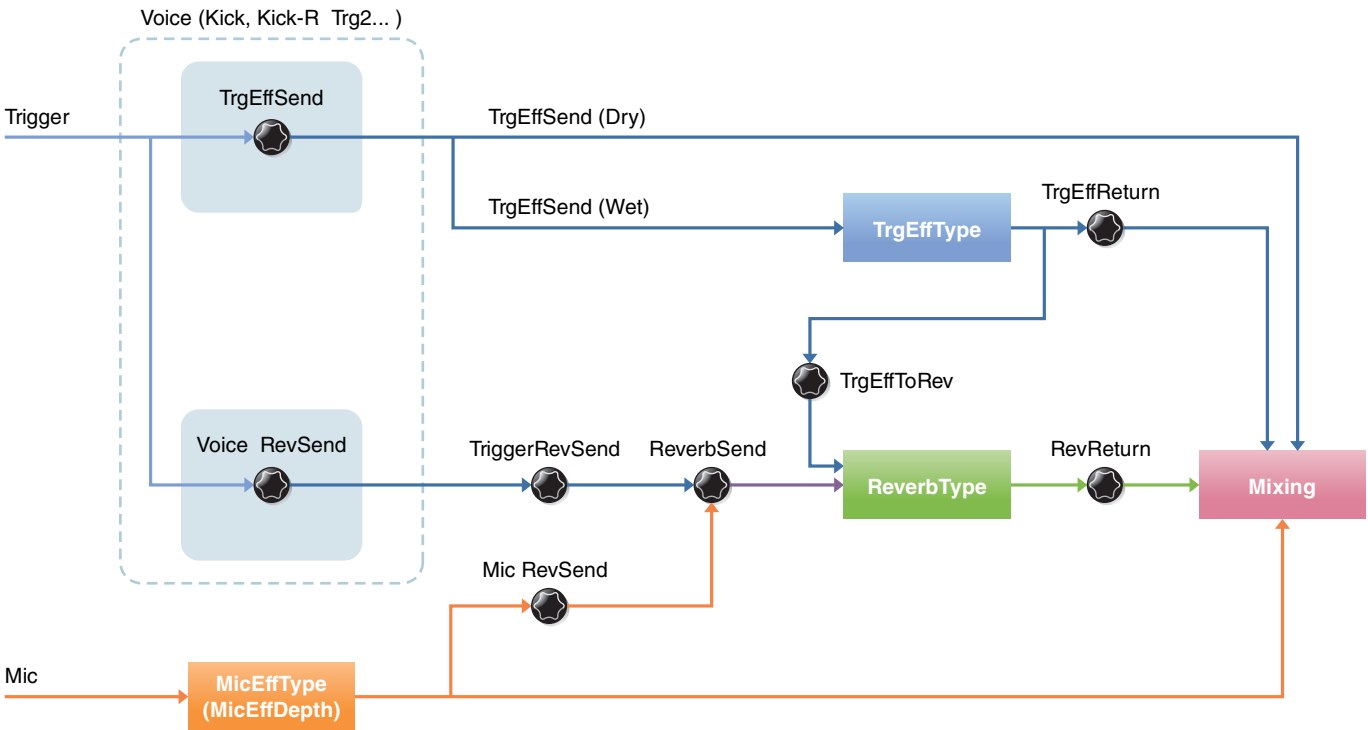 Voice (Kick, Kick-R  Trg2... )
TrgEffSend
Trigger
TrgEffSend (Dry)
TrgEffSend (Wet)
TrgEffType
TrgEffReturn
TrgEffToRev
Voice  RevSend
TriggerRevSend
ReverbSend
ReverbType
RevReturn
Mixing
Mic RevSend
Mic
MicEffType
(MicEffDepth)